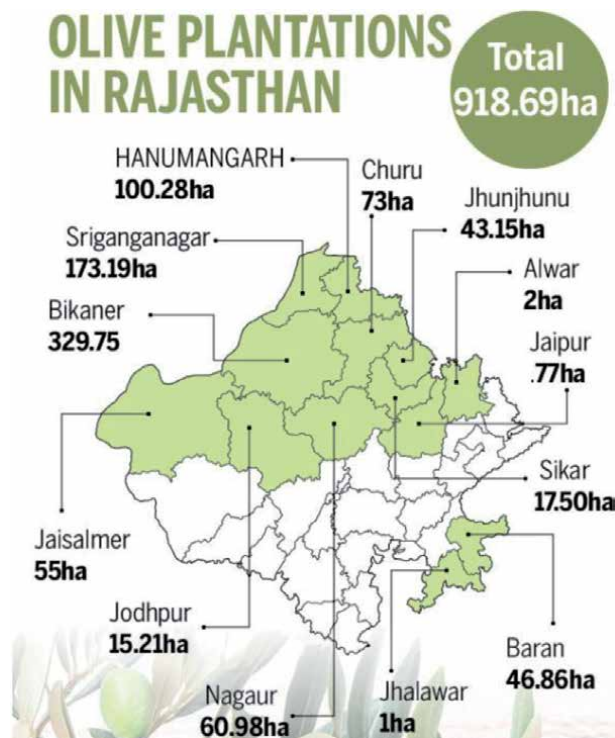 OLIVE PLANTATIONS
IN RAJASTHAN
Total
918.69ha
HANUMANGARH
100.28ha
Churu
73ha
Jhunjhunu
43.15ha
Sriganganagar
173.19ha
Alwar
2ha
Bikaner
329.75
Jaipur
.77ha
Sikar
17.50ha
Jaisalmer
55ha
Jodhpur
15.21ha
Baran
46.86ha
Nagaur
60.98ha
Jhalawar
1ha